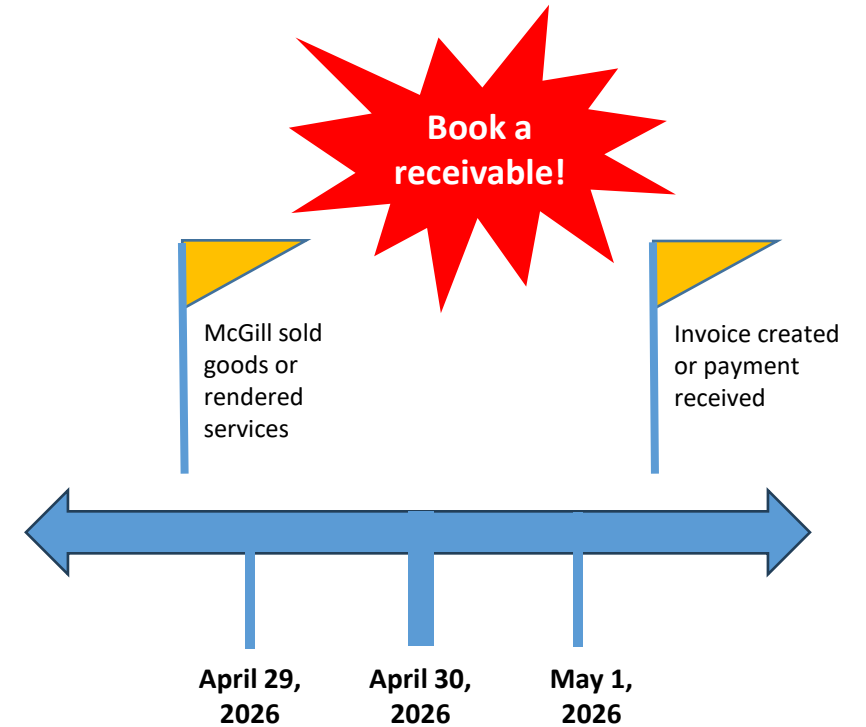 Book a
receivable!
McGill sold
goods or
rendered
services
Invoice created
or payment
received
April 29,
2026
April 30,
2026
May 1,
2026